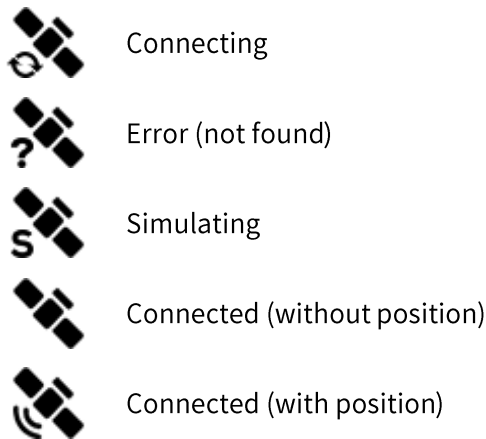 Connecting
? Error (not found)
S Simulating
Connected (without position)
Connected (with position)